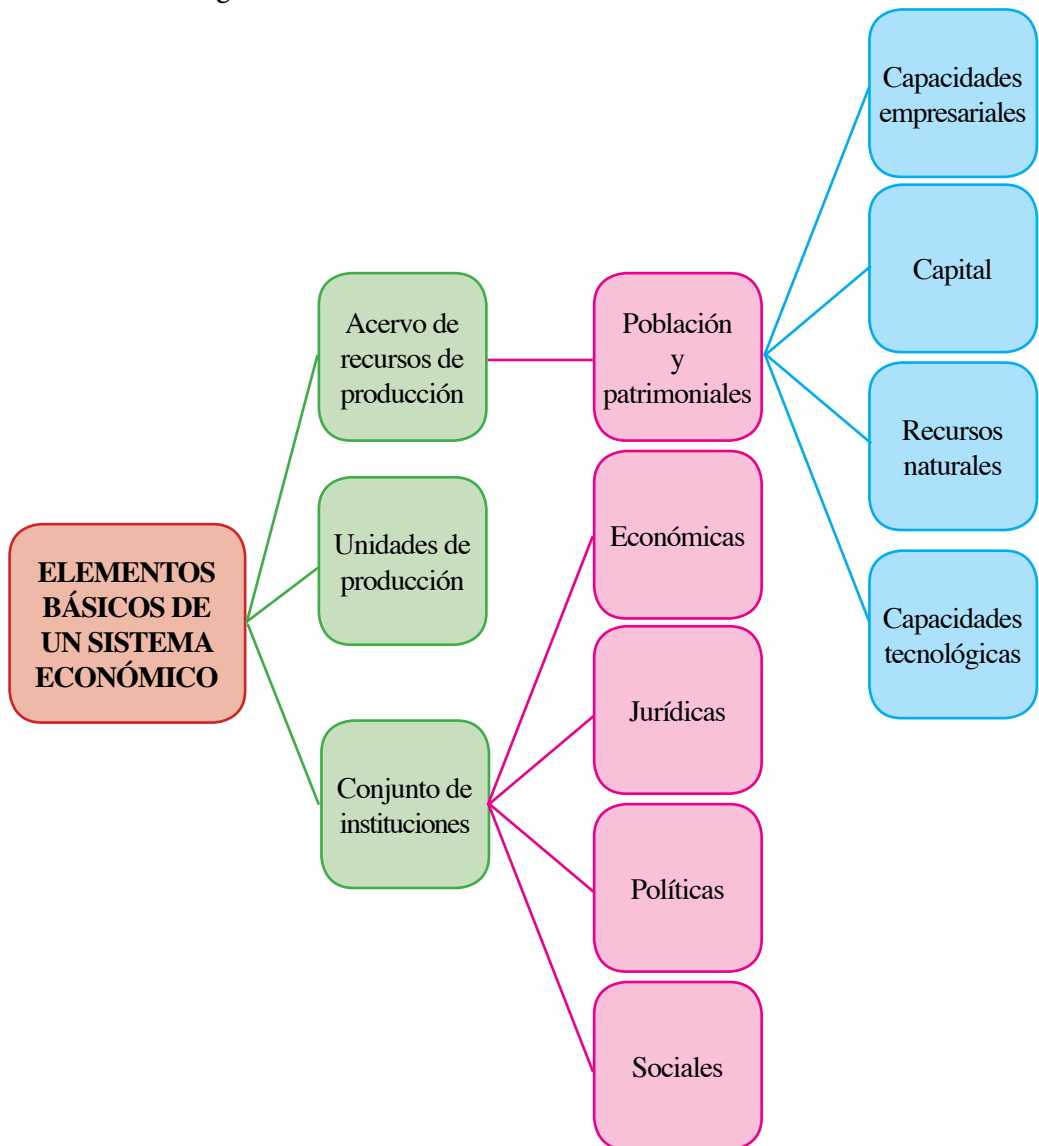 Capacidades
empresariales
Capital
Acervo de
recursos de
producción
Población
y
patrimoniales
Recursos
naturales
Unidades de
producción
Económicas
ELEMENTOS
BÁSICOS DE
UN SISTEMA
ECONÓMICO
Capacidades
tecnológicas
Jurídicas
Conjunto de
instituciones
Políticas
Sociales